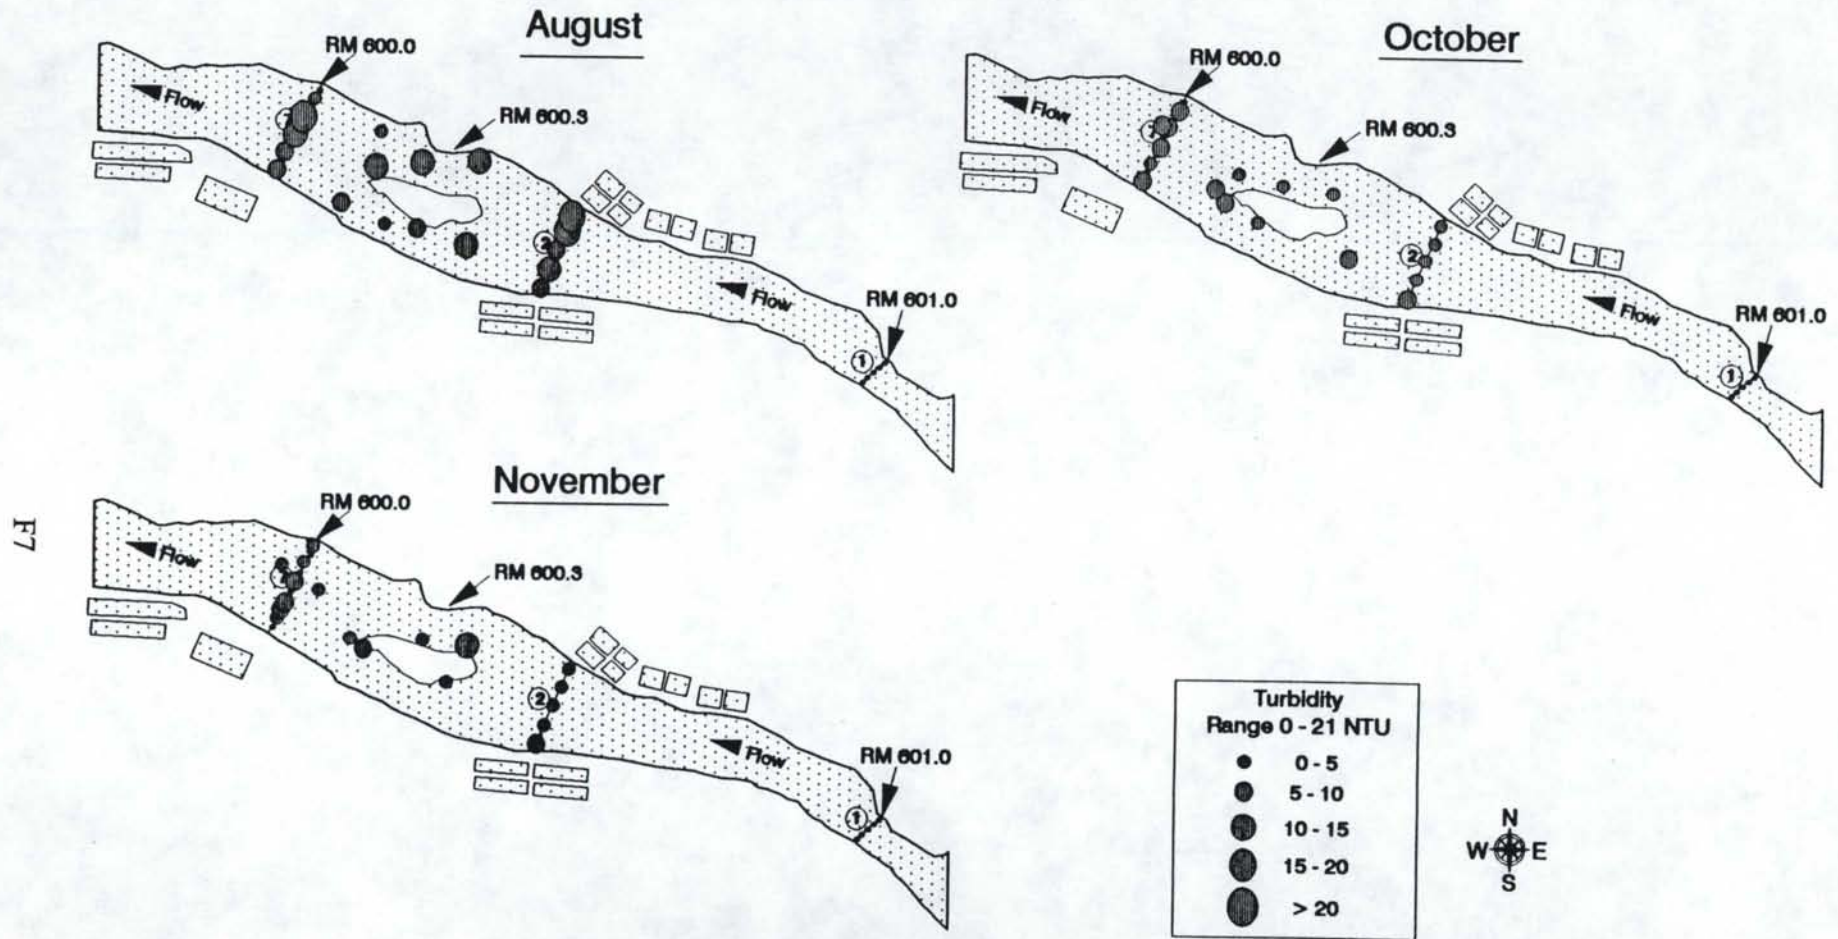 August
RM 600.0
Flow
RM 600.3
7
2
Flow
RM 601.0
1
October
RM 600.0
Flow
RM 600.3
7
2
Flow
RM 601.0
1
November
RM 600.0
Flow
RM 600.3
7
2
Flow
RM 601.0
1
Turbidity
Range 0 - 21 NTU
0 - 5
5 - 10
10 - 15
15 - 20
> 20
N
W E
S
F7